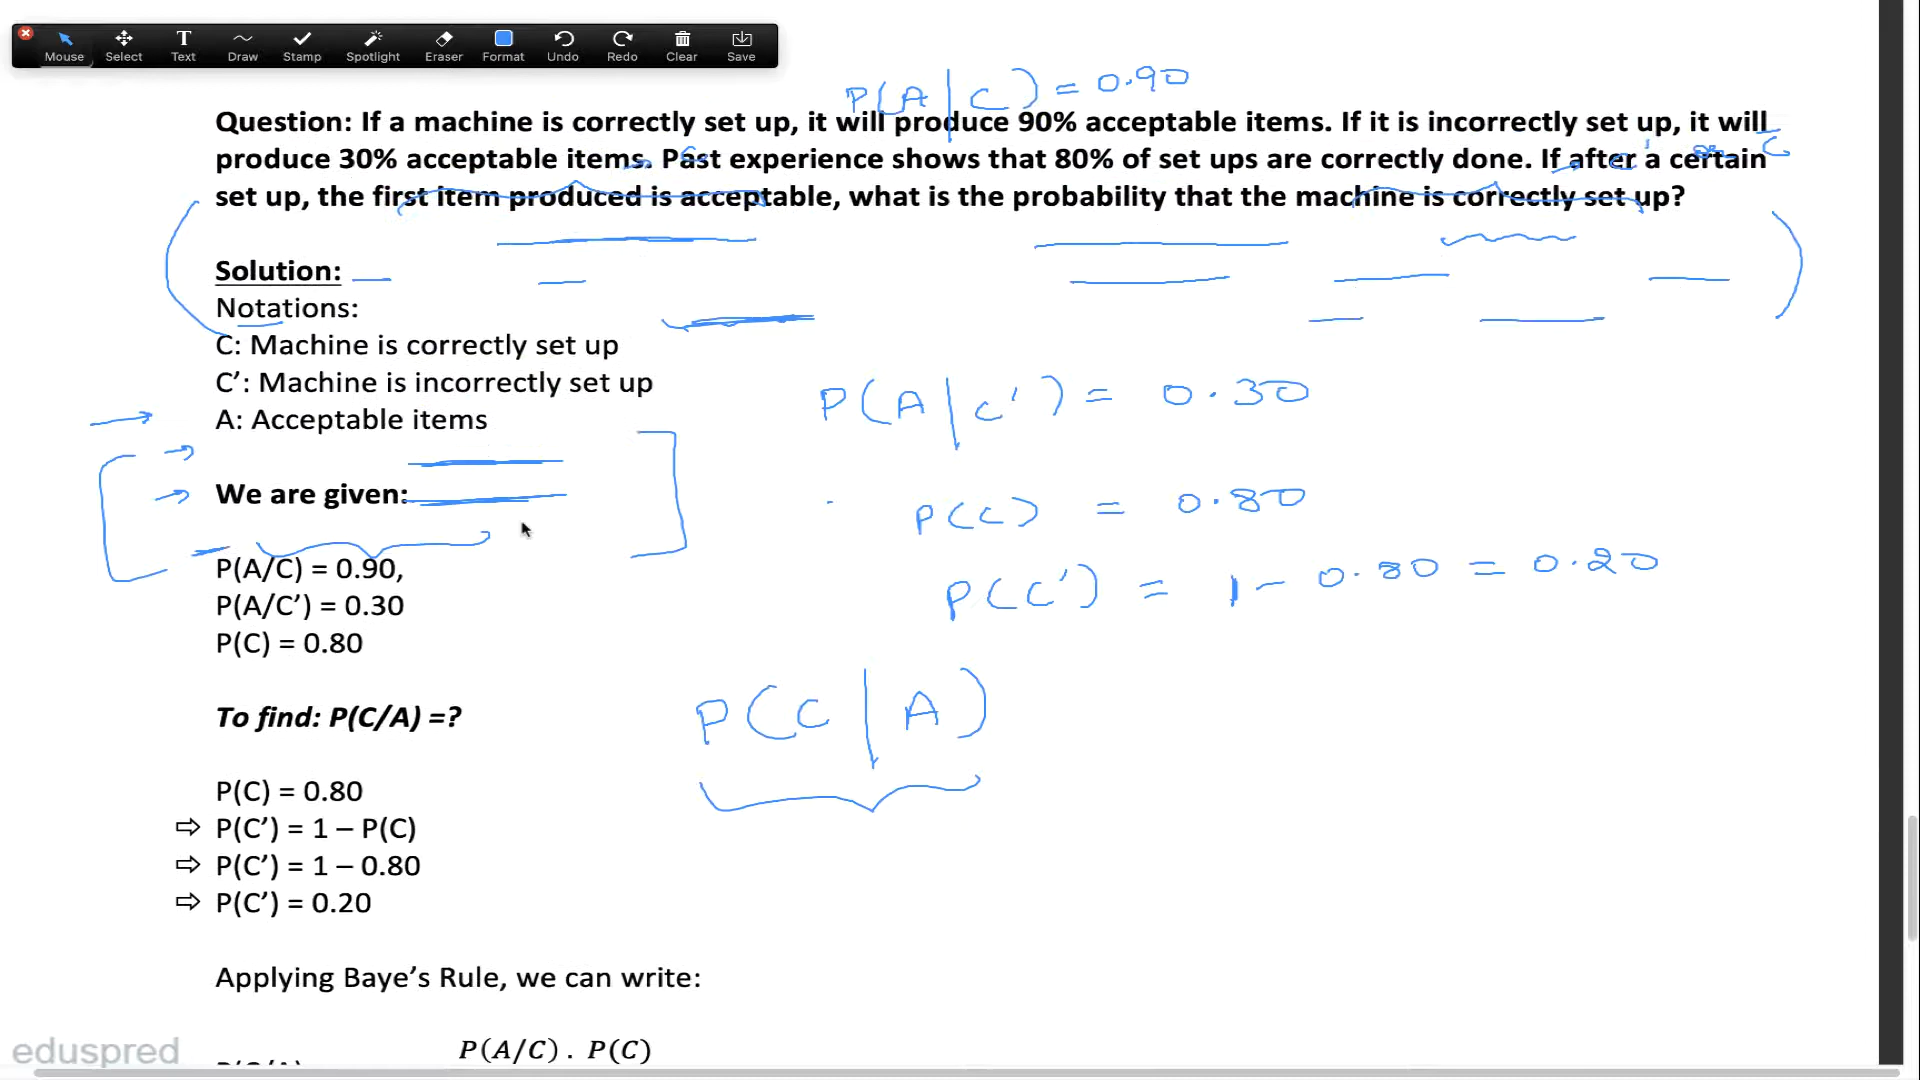 Mouse Select Text Draw Stamp Spotlight Eraser Format Undo Redo Clear Save
P(A|C) = 0.90
Question: If a machine is correctly set up, it will produce 90% acceptable items. If it is incorrectly set up, it will
produce 30% acceptable items. Past experience shows that 80% of set ups are correctly done. If after a certain
set up, the first item produced is acceptable, what is the probability that the machine is correctly set up?
Solution:
Notations:
C: Machine is correctly set up
C’: Machine is incorrectly set up
A: Acceptable items
P(A|C') = 0.30
We are given:
P(C) = 0.80
P(A/C) = 0.90,
P(C') = 1 - 0.80 = 0.20
P(A/C’) = 0.30
P(C) = 0.80
To find: P(C/A) =?
P(C|A)
P(C) = 0.80
⇨ P(C’) = 1 – P(C)
⇨ P(C’) = 1 – 0.80
⇨ P(C’) = 0.20
Applying Baye’s Rule, we can write:
eduspred
P(A/C) . P(C)